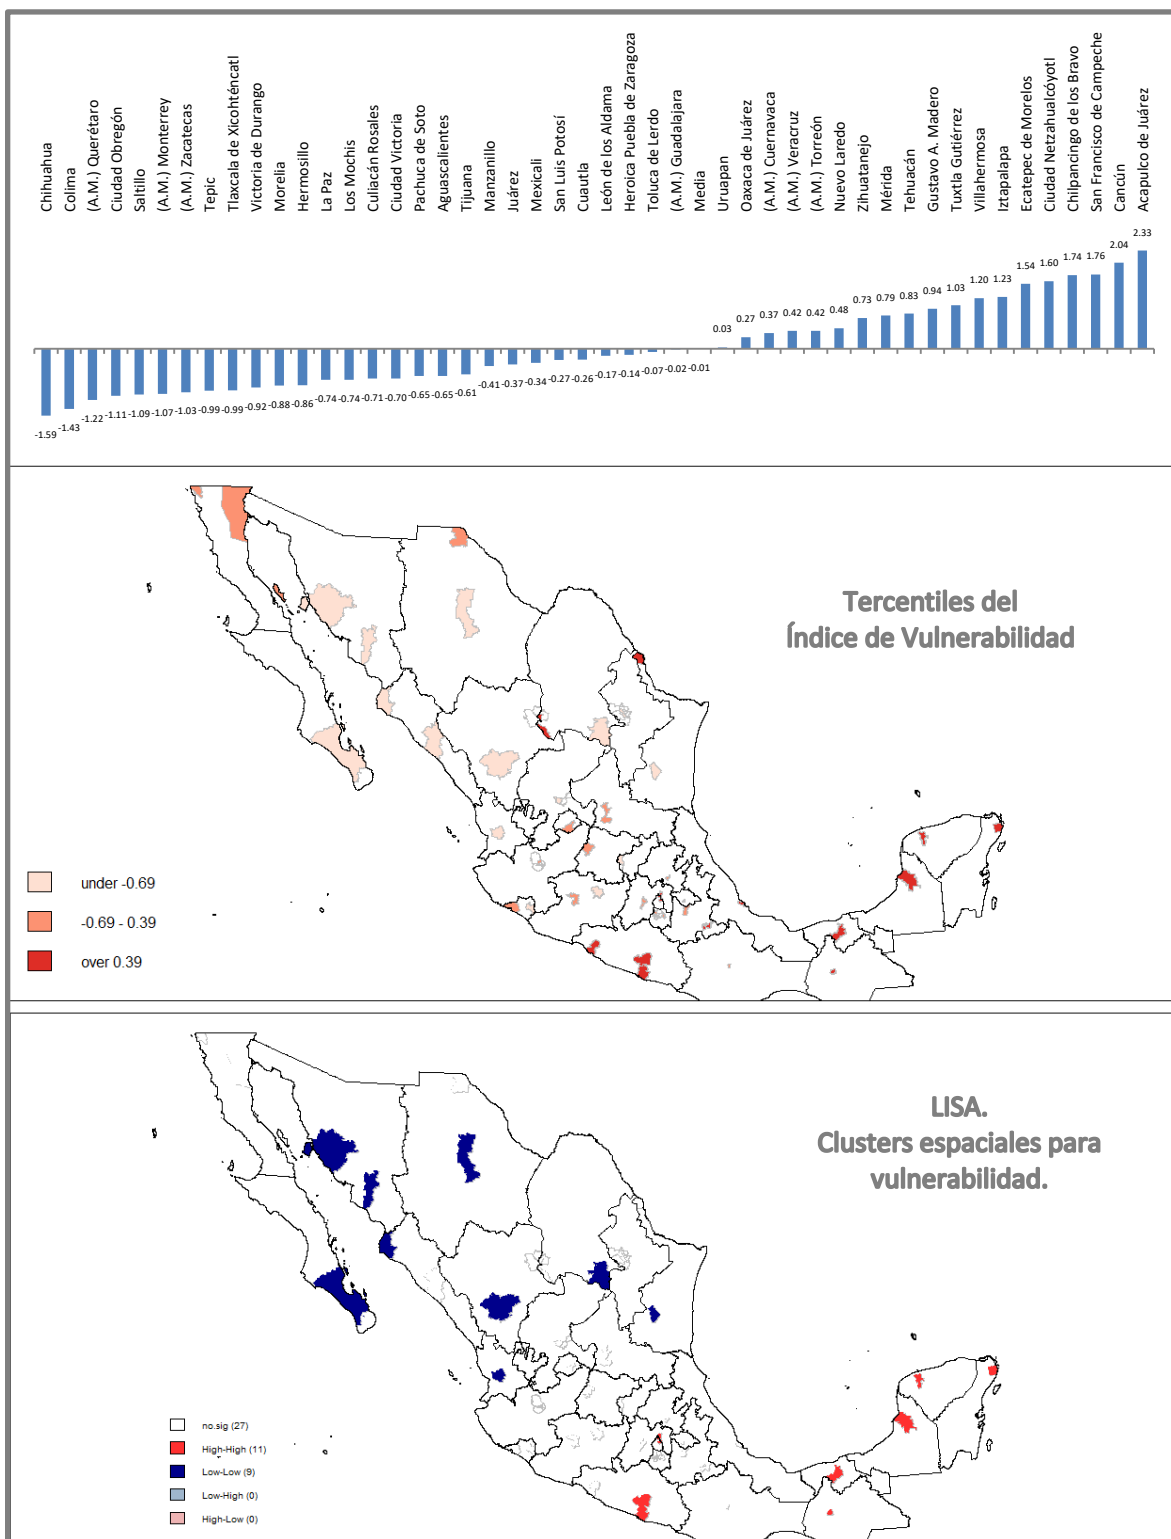 Chihuahua
Colima
(A.M.) Querétaro
Ciudad Obregón
Saltillo
(A.M.) Monterrey
(A.M.) Zacatecas
Tepic
Tlaxcala de Xicohténcatl
Victoria de Durango
Morelia
Hermosillo
La Paz
Los Mochis
Culiacán Rosales
Ciudad Victoria
Pachuca de Soto
Aguascalientes
Tijuana
Manzanillo
Juárez
Mexicali
San Luis Potosí
Cuautla
León de los Aldama
Heroica Puebla de Zaragoza
Toluca de Lerdo
(A.M.) Guadalajara
Media
Uruapan
Oaxaca de Juárez
(A.M.) Cuernavaca
(A.M.) Veracruz
(A.M.) Torreón
Nuevo Laredo
Zihuatanejo
Mérida
Tehuacán
Gustavo A. Madero
Tuxtla Gutiérrez
Villahermosa
Iztapalapa
Ecatepec de Morelos
Ciudad Netzahualcóyotl
Chilpancingo de los Bravo
San Francisco de Campeche
Cancún
Acapulco de Juárez
-1.59
-1.43
-1.22
-1.11
-1.09
-1.07
-1.03
-0.99
-0.99
-0.92
-0.88
-0.86
-0.74
-0.74
-0.71
-0.70
-0.65
-0.65
-0.61
-0.41
-0.37
-0.34
-0.27
-0.26
-0.17
-0.14
-0.07
-0.02
-0.01
0.03
0.27
0.37
0.42
0.42
0.48
0.73
0.79
0.83
0.94
1.03
1.20
1.23
1.54
1.60
1.74
1.76
2.04
2.33
Tercentiles del
Índice de Vulnerabilidad
under -0.69
-0.69 - 0.39
over 0.39
LISA.
Clusters espaciales para
vulnerabilidad.
no.sig (27)
High-High (11)
Low-Low (9)
Low-High (0)
High-Low (0)